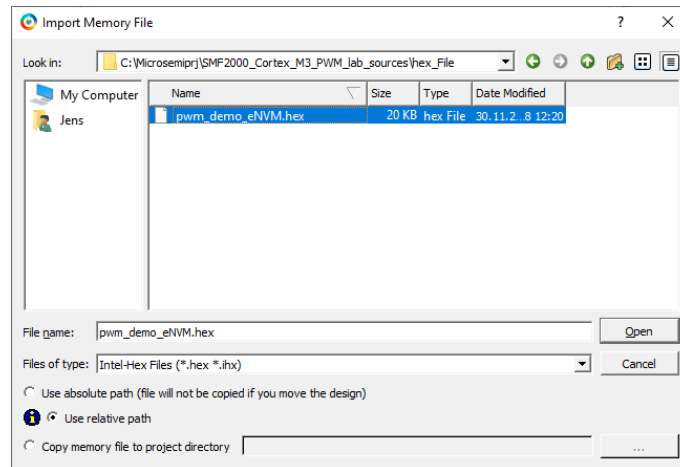 Import Memory File ? ×
Look in: C:\Microsemiprj\SMF2000_Cortex_M3_PWM_lab_sources\hex_File
My Computer
Jens
Name Size Type Date Modified
pwm_demo_eNVM.hex 20 KB hex File 30.11.2...8 12:20
File name: pwm_demo_eNVM.hex Open
Files of type: Intel-Hex Files (*.hex *.ihx) Cancel
Use absolute path (file will not be copied if you move the design)
Use relative path
Copy memory file to project directory ...